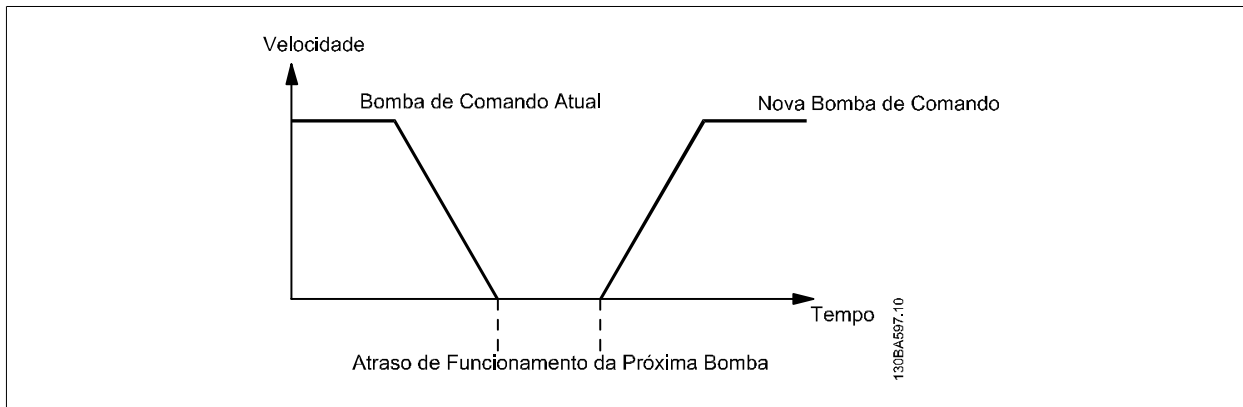 Velocidade
Bomba de Comando Atual
Nova Bomba de Comando
Tempo
Atraso de Funcionamento da Próxima Bomba
130BA597.10